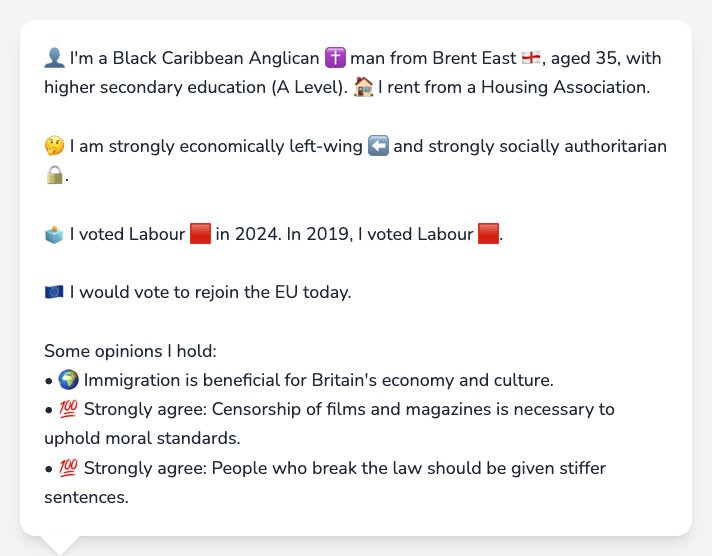 👤 I'm a Black Caribbean Anglican ✝️ man from Brent East 🏴󠁧󠁢󠁥󠁮󠁧󠁿, aged 35, with
higher secondary education (A Level). 🏠 I rent from a Housing Association.
🤔 I am strongly economically left-wing ⬅️ and strongly socially authoritarian
🔒.
🗳️ I voted Labour 🟥 in 2024. In 2019, I voted Labour 🟥.
🇪🇺 I would vote to rejoin the EU today.
Some opinions I hold:
• 🌍 Immigration is beneficial for Britain's economy and culture.
• 💯 Strongly agree: Censorship of films and magazines is necessary to
uphold moral standards.
• 💯 Strongly agree: People who break the law should be given stiffer
sentences.